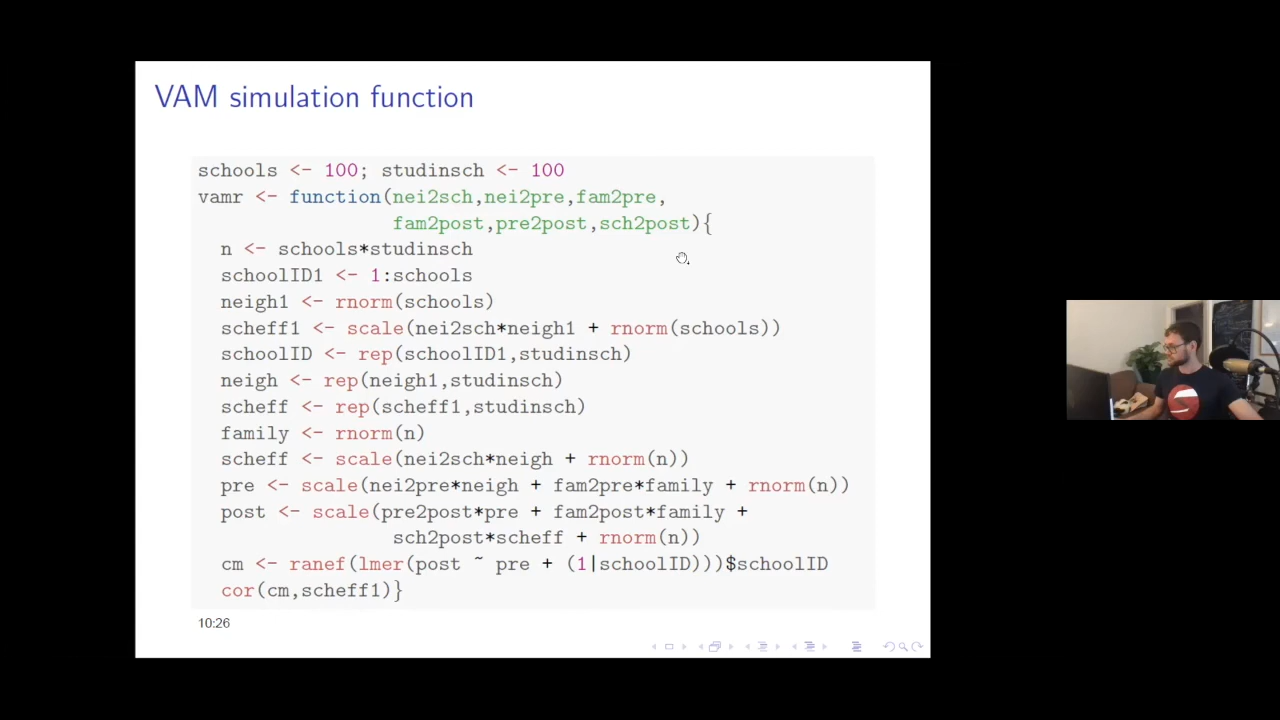 VAM simulation function
schools <- 100; studinsch <- 100
vamr <- function(nei2sch,nei2pre,fam2pre,
fam2post,pre2post,sch2post){
n <- schools*studinsch
schoolID1 <- 1:schools
neigh1 <- rnorm(schools)
scheff1 <- scale(nei2sch*neigh1 + rnorm(schools))
schoolID <- rep(schoolID1,studinsch)
neigh <- rep(neigh1,studinsch)
scheff <- rep(scheff1,studinsch)
family <- rnorm(n)
scheff <- scale(nei2sch*neigh + rnorm(n))
pre <- scale(nei2pre*neigh + fam2pre*family + rnorm(n))
post <- scale(pre2post*pre + fam2post*family +
sch2post*scheff + rnorm(n))
cm <- ranef(lmer(post ~ pre + (1|schoolID)))$schoolID
cor(cm,scheff1)}
10:26